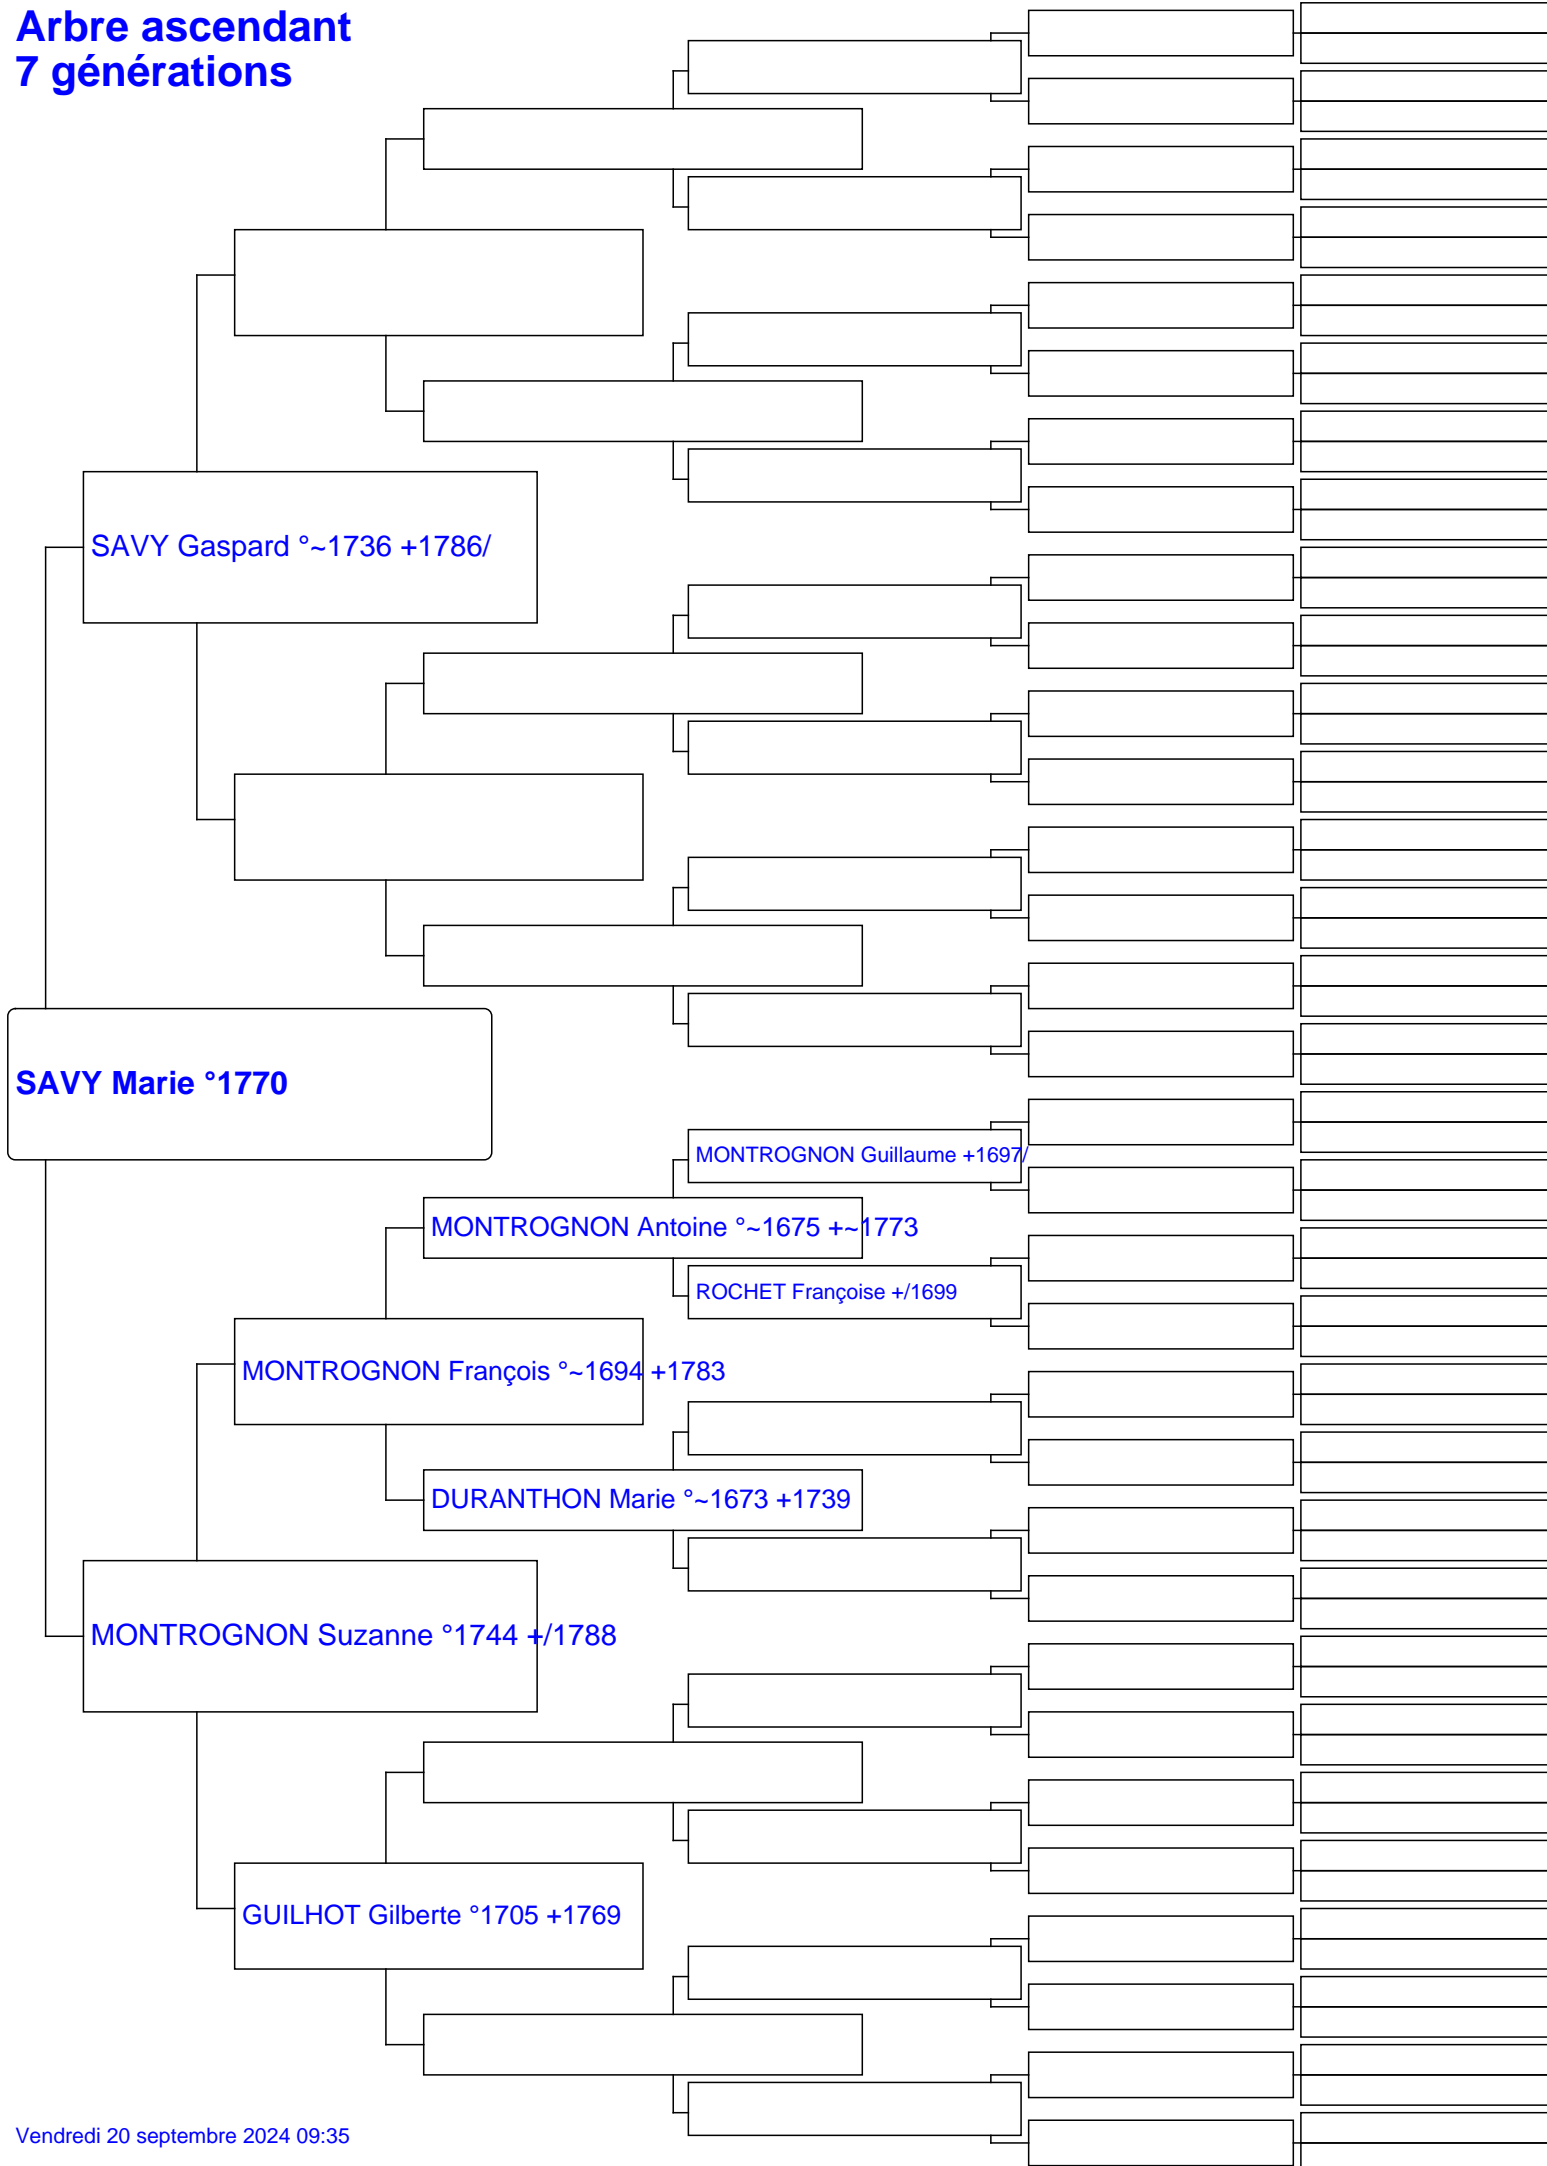 Arbre ascendant
7 générations
SAVY Gaspard °~1736 +1786/
SAVY Marie °1770
MONTROGNON Guillaume +1697/
MONTROGNON Antoine °~1675 +~1773
ROCHET Françoise +/1699
MONTROGNON François °~1694 +1783
DURANTHON Marie °~1673 +1739
MONTROGNON Suzanne °1744 +/1788
GUILHOT Gilberte °1705 +1769
Vendredi 20 septembre 2024 09:35